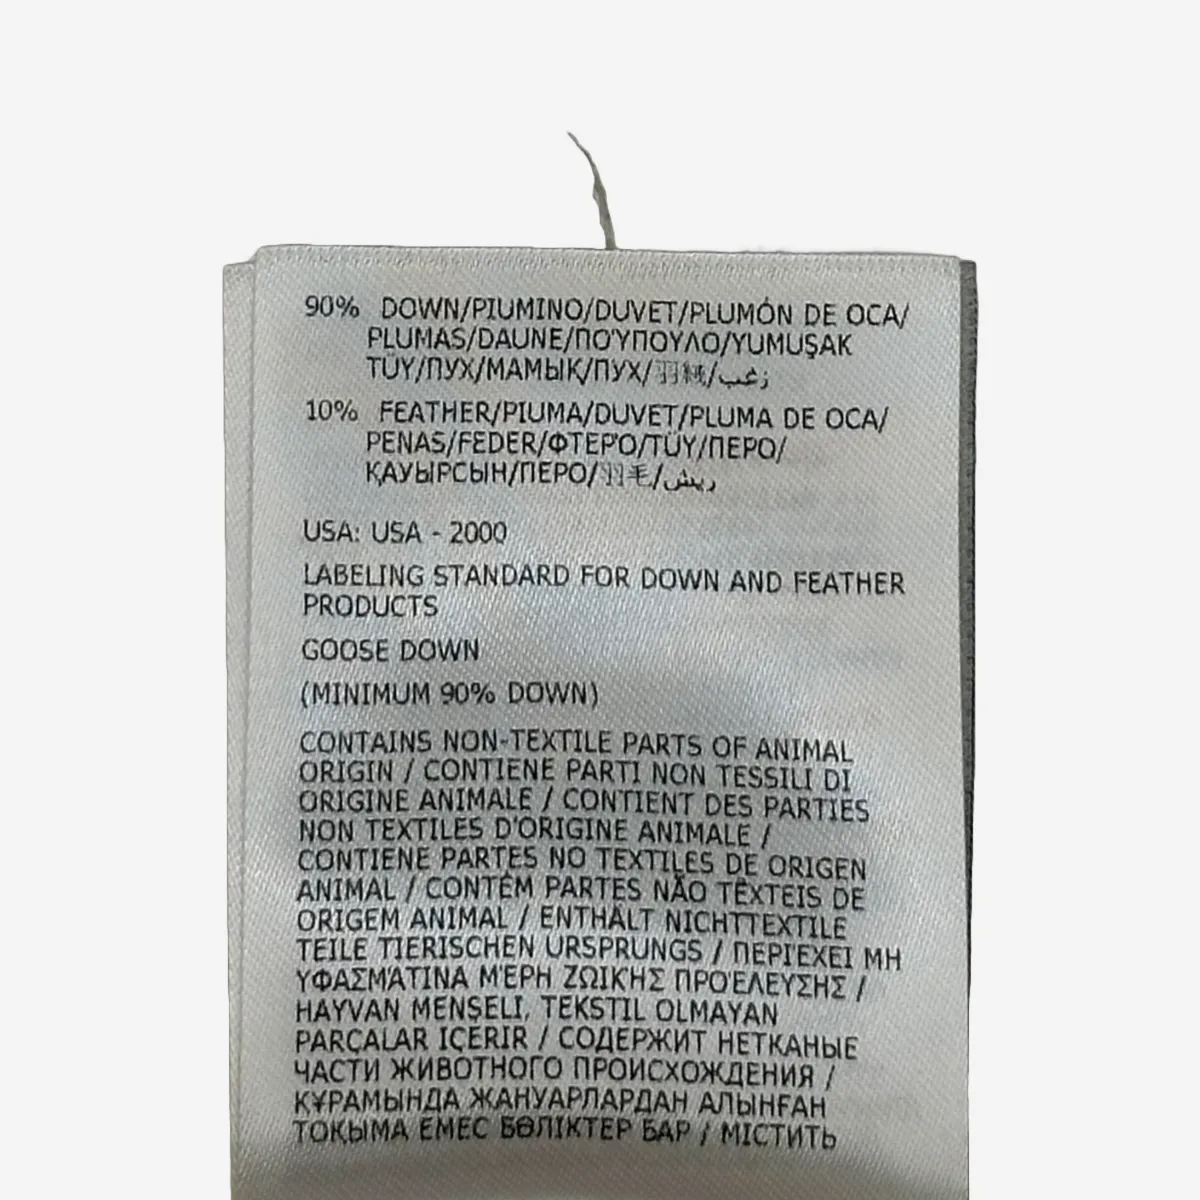 90% DOWN/PIUMINO/DUVET/PLUMÓN DE OCA/
PLUMAS/DAUNE/ΠΟΎΠΟΥΛΟ/YUMUŞAK
TÜY/ПУХ/МАМЫҚ/ПУХ/羽絨/زغب
10% FEATHER/PIUMA/DUVET/PLUMA DE OCA/
PENAS/FEDER/ΦΤΕΡΌ/TÜY/ПЕРО/
ҚАУЫРСЫН/ПЕРО/羽毛/ريش
USA: USA - 2000
LABELING STANDARD FOR DOWN AND FEATHER
PRODUCTS
GOOSE DOWN
(MINIMUM 90% DOWN)
CONTAINS NON-TEXTILE PARTS OF ANIMAL
ORIGIN / CONTIENE PARTI NON TESSILI DI
ORIGINE ANIMALE / CONTIENT DES PARTIES
NON TEXTILES D'ORIGINE ANIMALE /
CONTIENE PARTES NO TEXTILES DE ORIGEN
ANIMAL / CONTÊM PARTES NÃO TÊXTEIS DE
ORIGEM ANIMAL / ENTHÄLT NICHTTEXTILE
TEILE TIERISCHEN URSPRUNGS / ΠΕΡΙΈΧΕΙ ΜΗ
ΥΦΑΣΜΆΤΙΝΑ ΜΈΡΗ ΖΩΙΚΉΣ ΠΡΟΈΛΕΥΣΗΣ /
HAYVAN MENŞELI, TEKSTIL OLMAYAN
PARÇALAR IÇERIR / СОДЕРЖИТ НЕТКАНЫЕ
ЧАСТИ ЖИВОТНОГО ПРОИСХОЖДЕНИЯ /
ҚҰРАМЫНДА ЖАНУАРЛАРДАН АЛЫНҒАН
ТОҚЫМА ЕМЕС БӨЛІКТЕР БАР / МІСТИТЬ